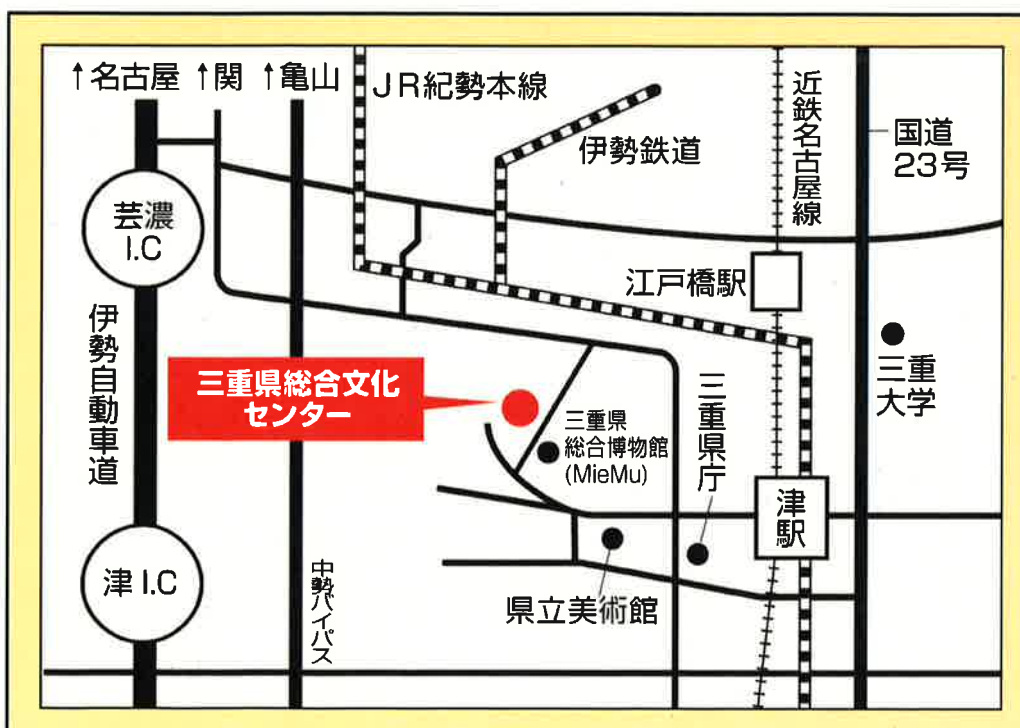 ↑名古屋
↑関
↑亀山
JR紀勢本線
伊勢鉄道
近鉄名古屋線
国道
23号
芸濃
I.C
江戸橋駅
伊勢自動車道
三重県総合文化
センター
三重
大学
三重県
総合博物館
(MieMu)
三重県庁
津駅
津I.C
中勢バイパス
県立美術館